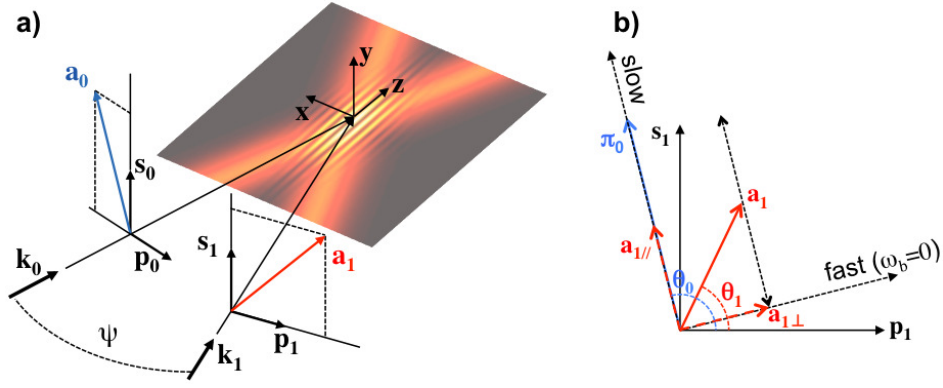 a)
a₀
s₀
p₀
k₀
ψ
k₁
s₁
a₁
p₁
y
z
x
b)
slow
π₀
s₁
a₁
a₁//
θ₀
θ₁
fast (ω_b=0)
a₁⊥
p₁